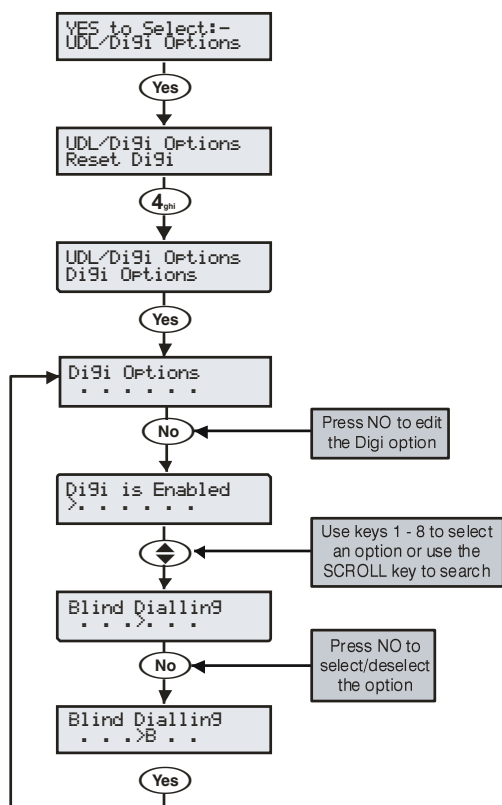 YES to Select:-
UDL/Digi Options
Yes
UDL/Digi Options
Reset Digi
4ghi
UDL/Digi Options
Digi Options
Yes
Digi Options
. . . . . .
No
Press NO to edit
the Digi option
Digi is Enabled
>. . . . . .
Use keys 1 - 8 to select
an option or use the
SCROLL key to search
Blind Dialling
. . .>. . .
No
Press NO to
select/deselect
the option
Blind Dialling
. . .>B . .
Yes